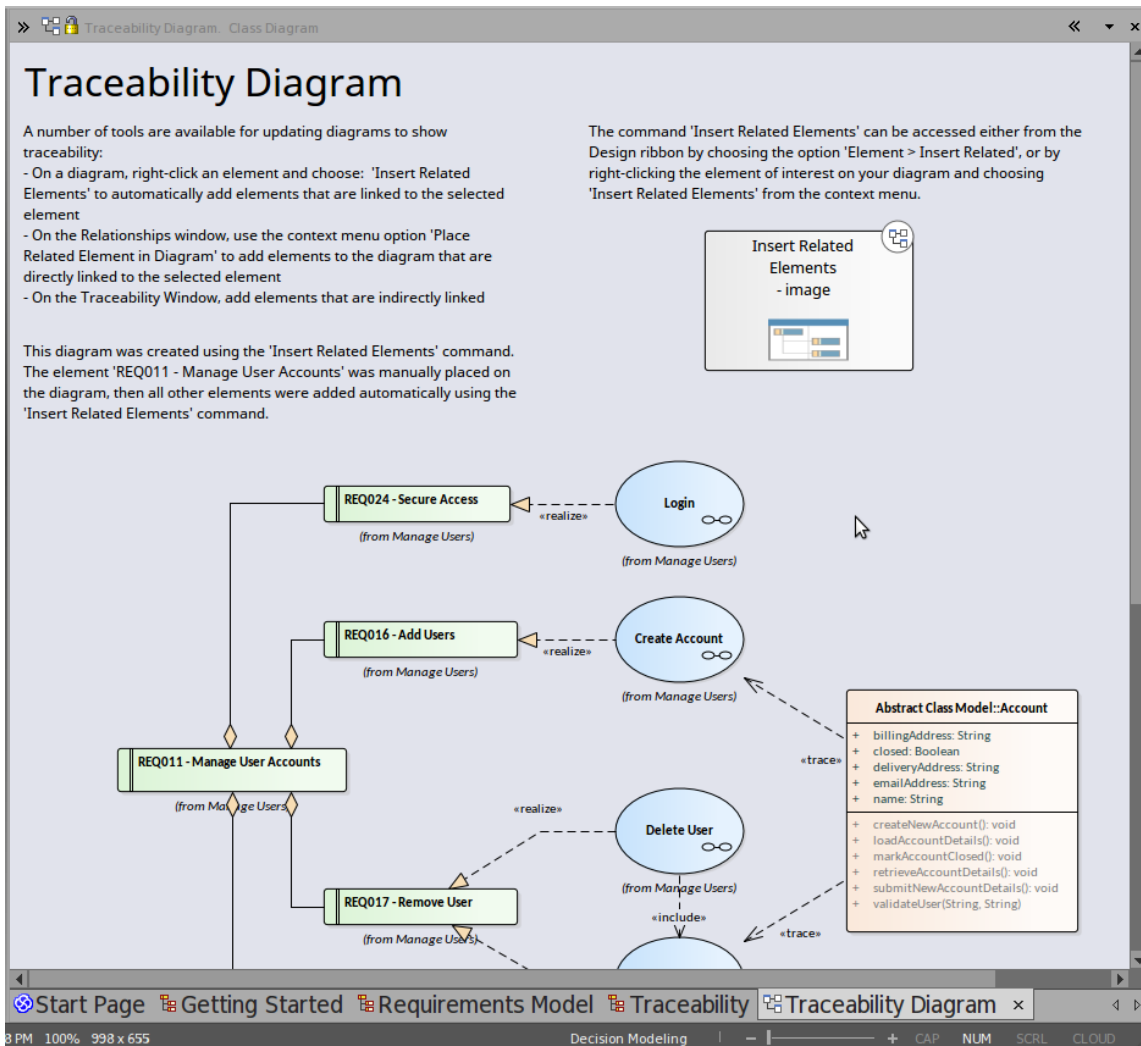 Traceability Diagram. Class Diagram
Traceability Diagram
A number of tools are available for updating diagrams to show
traceability:
- On a diagram, right-click an element and choose: 'Insert Related
Elements' to automatically add elements that are linked to the selected
element
- On the Relationships window, use the context menu option 'Place
Related Element in Diagram' to add elements to the diagram that are
directly linked to the selected element
- On the Traceability Window, add elements that are indirectly linked
This diagram was created using the 'Insert Related Elements' command.
The element 'REQ011 - Manage User Accounts' was manually placed on
the diagram, then all other elements were added automatically using the
'Insert Related Elements' command.
The command 'Insert Related Elements' can be accessed either from the
Design ribbon by choosing the option 'Element > Insert Related', or by
right-clicking the element of interest on your diagram and choosing
'Insert Related Elements' from the context menu.
Insert Related
Elements
- image
REQ024 - Secure Access
(from Manage Users)
«realize»
Login
(from Manage Users)
REQ016 - Add Users
(from Manage Users)
«realize»
Create Account
(from Manage Users)
REQ011 - Manage User Accounts
(from Manage Users)
«trace»
Abstract Class Model::Account
+ billingAddress: String
+ closed: Boolean
+ deliveryAddress: String
+ emailAddress: String
+ name: String
+ createNewAccount(): void
+ loadAccountDetails(): void
+ markAccountClosed(): void
+ retrieveAccountDetails(): void
+ submitNewAccountDetails(): void
+ validateUser(String, String)
«realize»
Delete User
(from Manage Users)
REQ017 - Remove User
(from Manage Users)
«include»
«trace»
Start Page Getting Started Requirements Model Traceability Traceability Diagram
8 PM 100% 998 x 655 Decision Modeling CAP NUM SCRL CLOUD